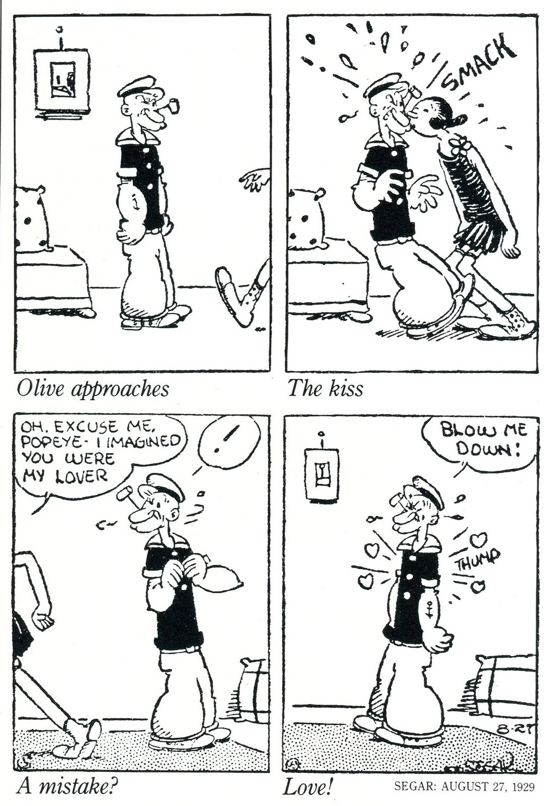 SMACK
Olive approaches
The kiss
OH, EXCUSE ME,
POPEYE- I IMAGINED
YOU WERE
MY LOVER
!
BLOW ME
DOWN!
THUMP
8-27
SEGAR
A mistake?
Love!
SEGAR: AUGUST 27, 1929